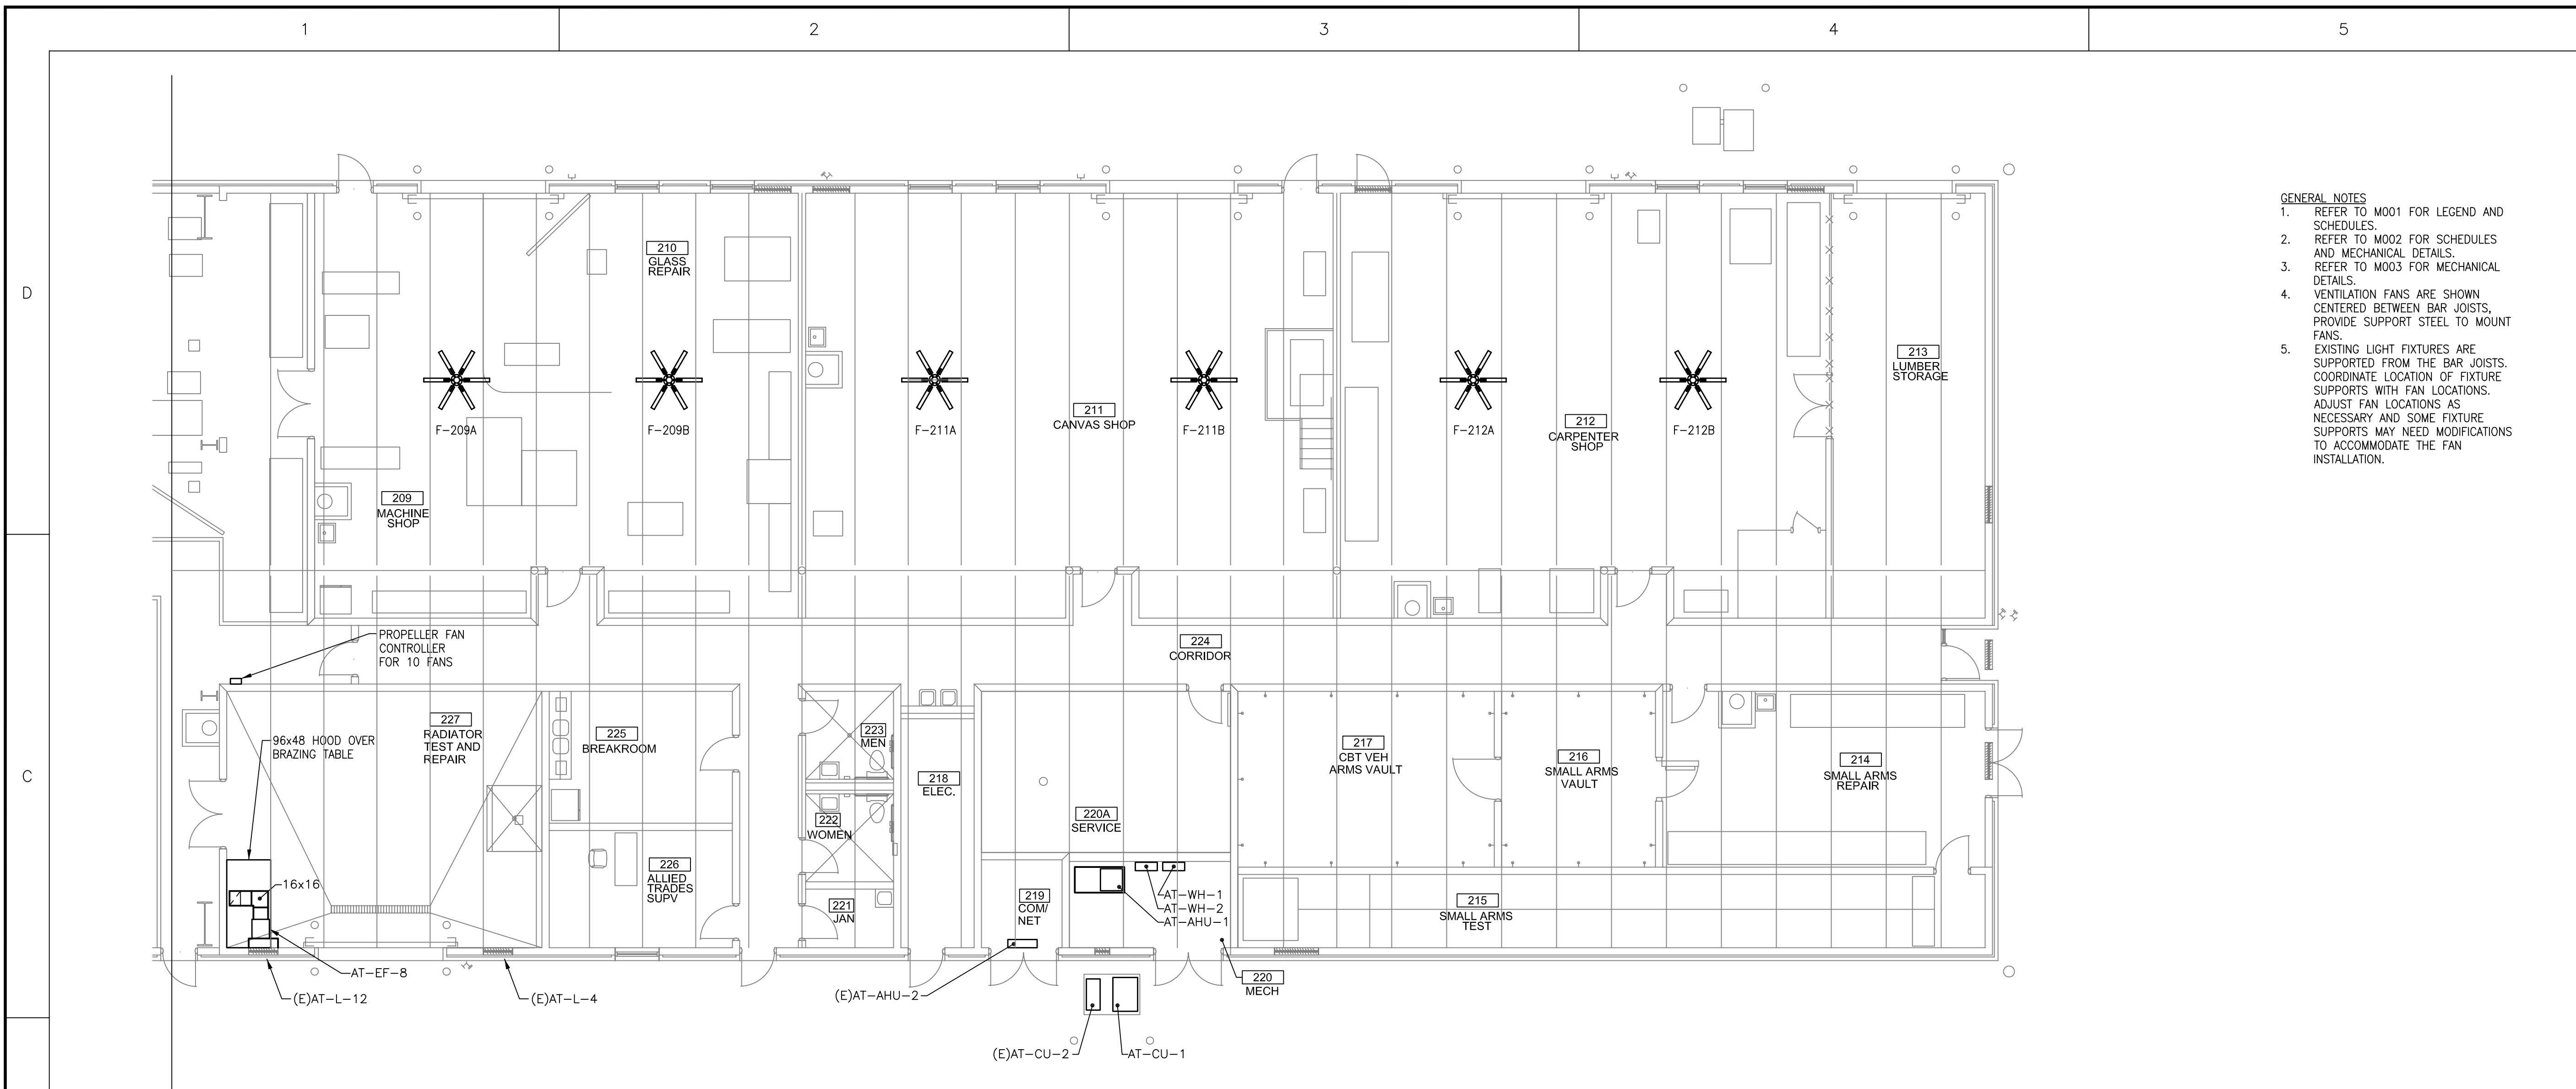 1
2
3
4
5
D
C
GENERAL NOTES
1. REFER TO M001 FOR LEGEND AND
SCHEDULES.
2. REFER TO M002 FOR SCHEDULES
AND MECHANICAL DETAILS.
3. REFER TO M003 FOR MECHANICAL
DETAILS.
4. VENTILATION FANS ARE SHOWN
CENTERED BETWEEN BAR JOISTS,
PROVIDE SUPPORT STEEL TO MOUNT
FANS.
5. EXISTING LIGHT FIXTURES ARE
SUPPORTED FROM THE BAR JOISTS.
COORDINATE LOCATION OF FIXTURE
SUPPORTS WITH FAN LOCATIONS.
ADJUST FAN LOCATIONS AS
NECESSARY AND SOME FIXTURE
SUPPORTS MAY NEED MODIFICATIONS
TO ACCOMMODATE THE FAN
INSTALLATION.
210
GLASS
REPAIR
213
LUMBER
STORAGE
211
CANVAS SHOP
212
CARPENTER
SHOP
F-209A
F-209B
F-211A
F-211B
F-212A
F-212B
209
MACHINE
SHOP
PROPELLER FAN
CONTROLLER
FOR 10 FANS
224
CORRIDOR
227
RADIATOR
TEST AND
REPAIR
96x48 HOOD OVER
BRAZING TABLE
225
BREAKROOM
223
MEN
218
ELEC.
217
CBT VEH
ARMS VAULT
216
SMALL ARMS
VAULT
214
SMALL ARMS
REPAIR
222
WOMEN
220A
SERVICE
226
ALLIED
TRADES
SUPV
16x16
221
JAN
219
COM/
NET
AT-WH-1
AT-WH-2
AT-AHU-1
215
SMALL ARMS
TEST
AT-EF-8
(E)AT-L-12
(E)AT-L-4
(E)AT-AHU-2
220
MECH
(E)AT-CU-2
AT-CU-1